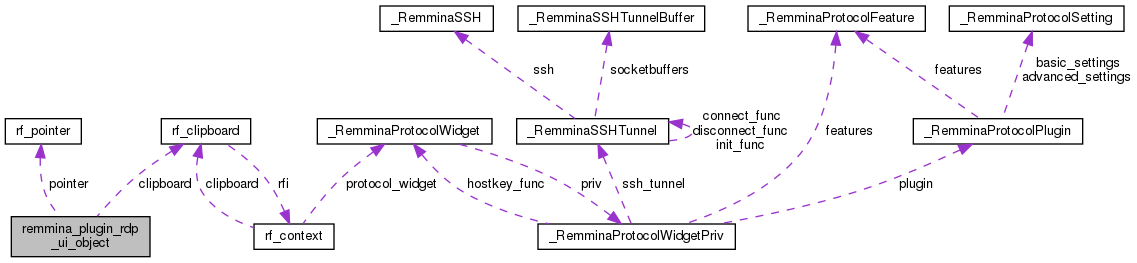 _RemminaSSH
_RemminaSSHTunnelBuffer
_RemminaProtocolFeature
_RemminaProtocolSetting
ssh
socketbuffers
features
basic_settings
advanced_settings
rf_pointer
rf_clipboard
_RemminaProtocolWidget
_RemminaSSHTunnel
connect_func
disconnect_func
init_func
features
_RemminaProtocolPlugin
pointer
clipboard
clipboard
rfi
protocol_widget
hostkey_func
priv
ssh_tunnel
plugin
remmina_plugin_rdp
_ui_object
rf_context
_RemminaProtocolWidgetPriv